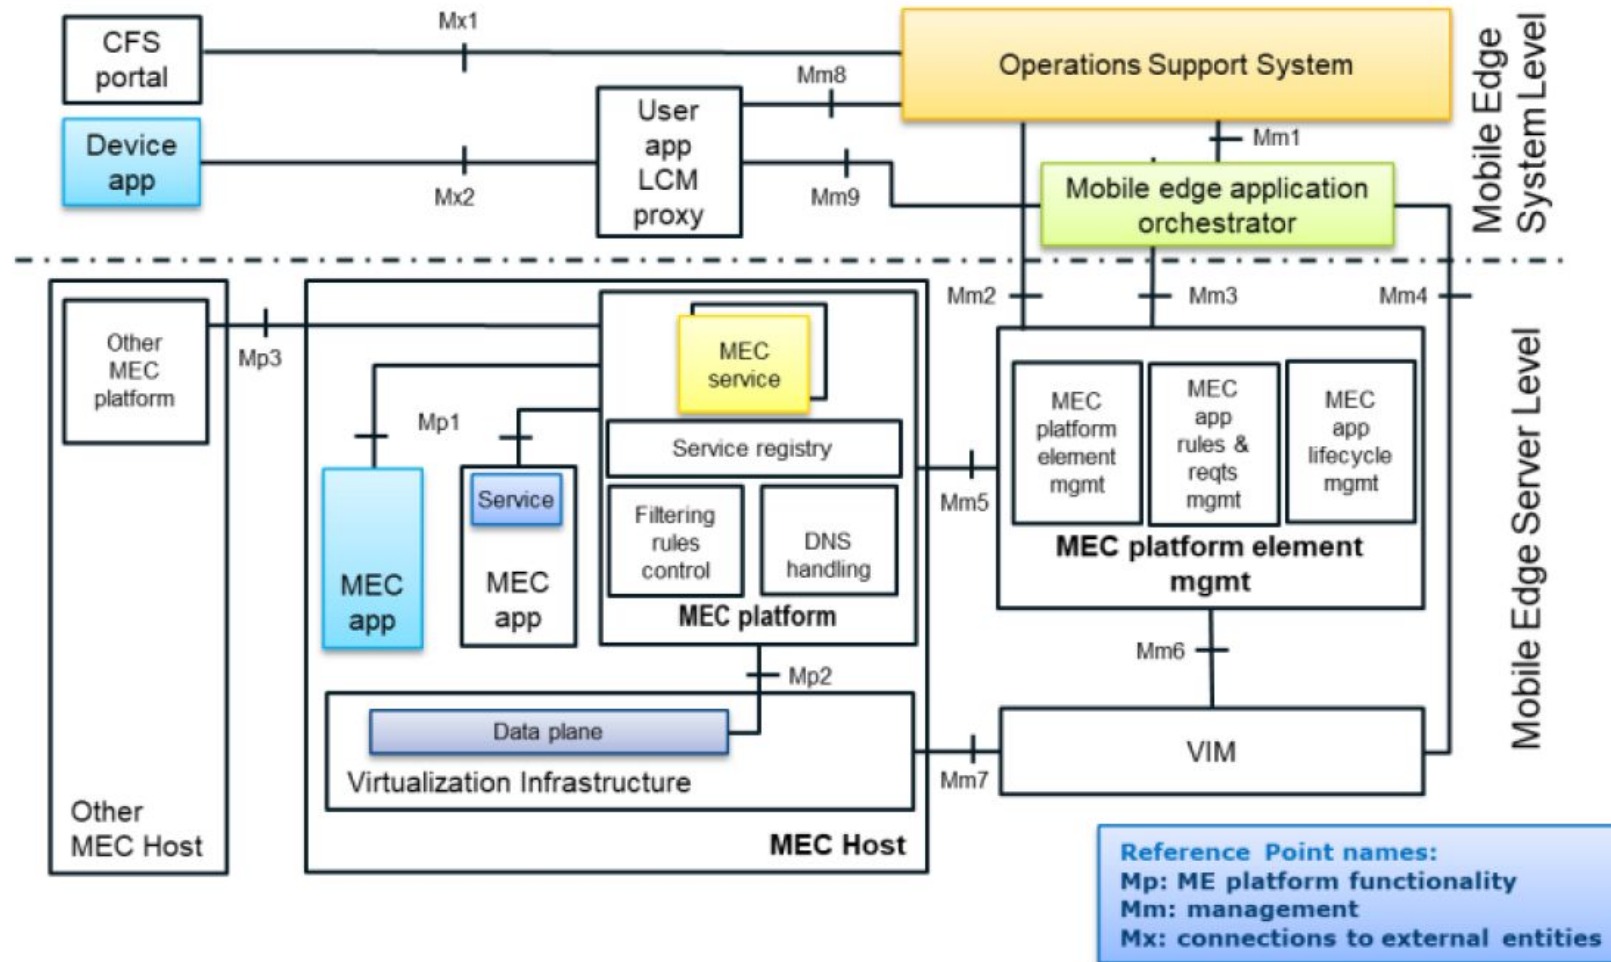 Mx1
CFS
portal
Operations Support System
Mm8
User
app
LCM
proxy
Device
app
Mx2
Mm9
Mm1
Mobile edge application
orchestrator
Mobile Edge
System Level
Other
MEC
platform
Mp3
Mp1
MEC
service
Service registry
Filtering
rules
control
DNS
handling
MEC platform
MEC
app
Service
MEC
app
Mp2
Data plane
Virtualization Infrastructure
MEC Host
Other
MEC Host
Mm2
Mm3
Mm4
Mm5
MEC
platform
element
mgmt
MEC
app
rules &
reqts
mgmt
MEC
app
lifecycle
mgmt
MEC platform element
mgmt
Mm6
Mm7
VIM
Mobile Edge Server Level
Reference Point names:
Mp: ME platform functionality
Mm: management
Mx: connections to external entities